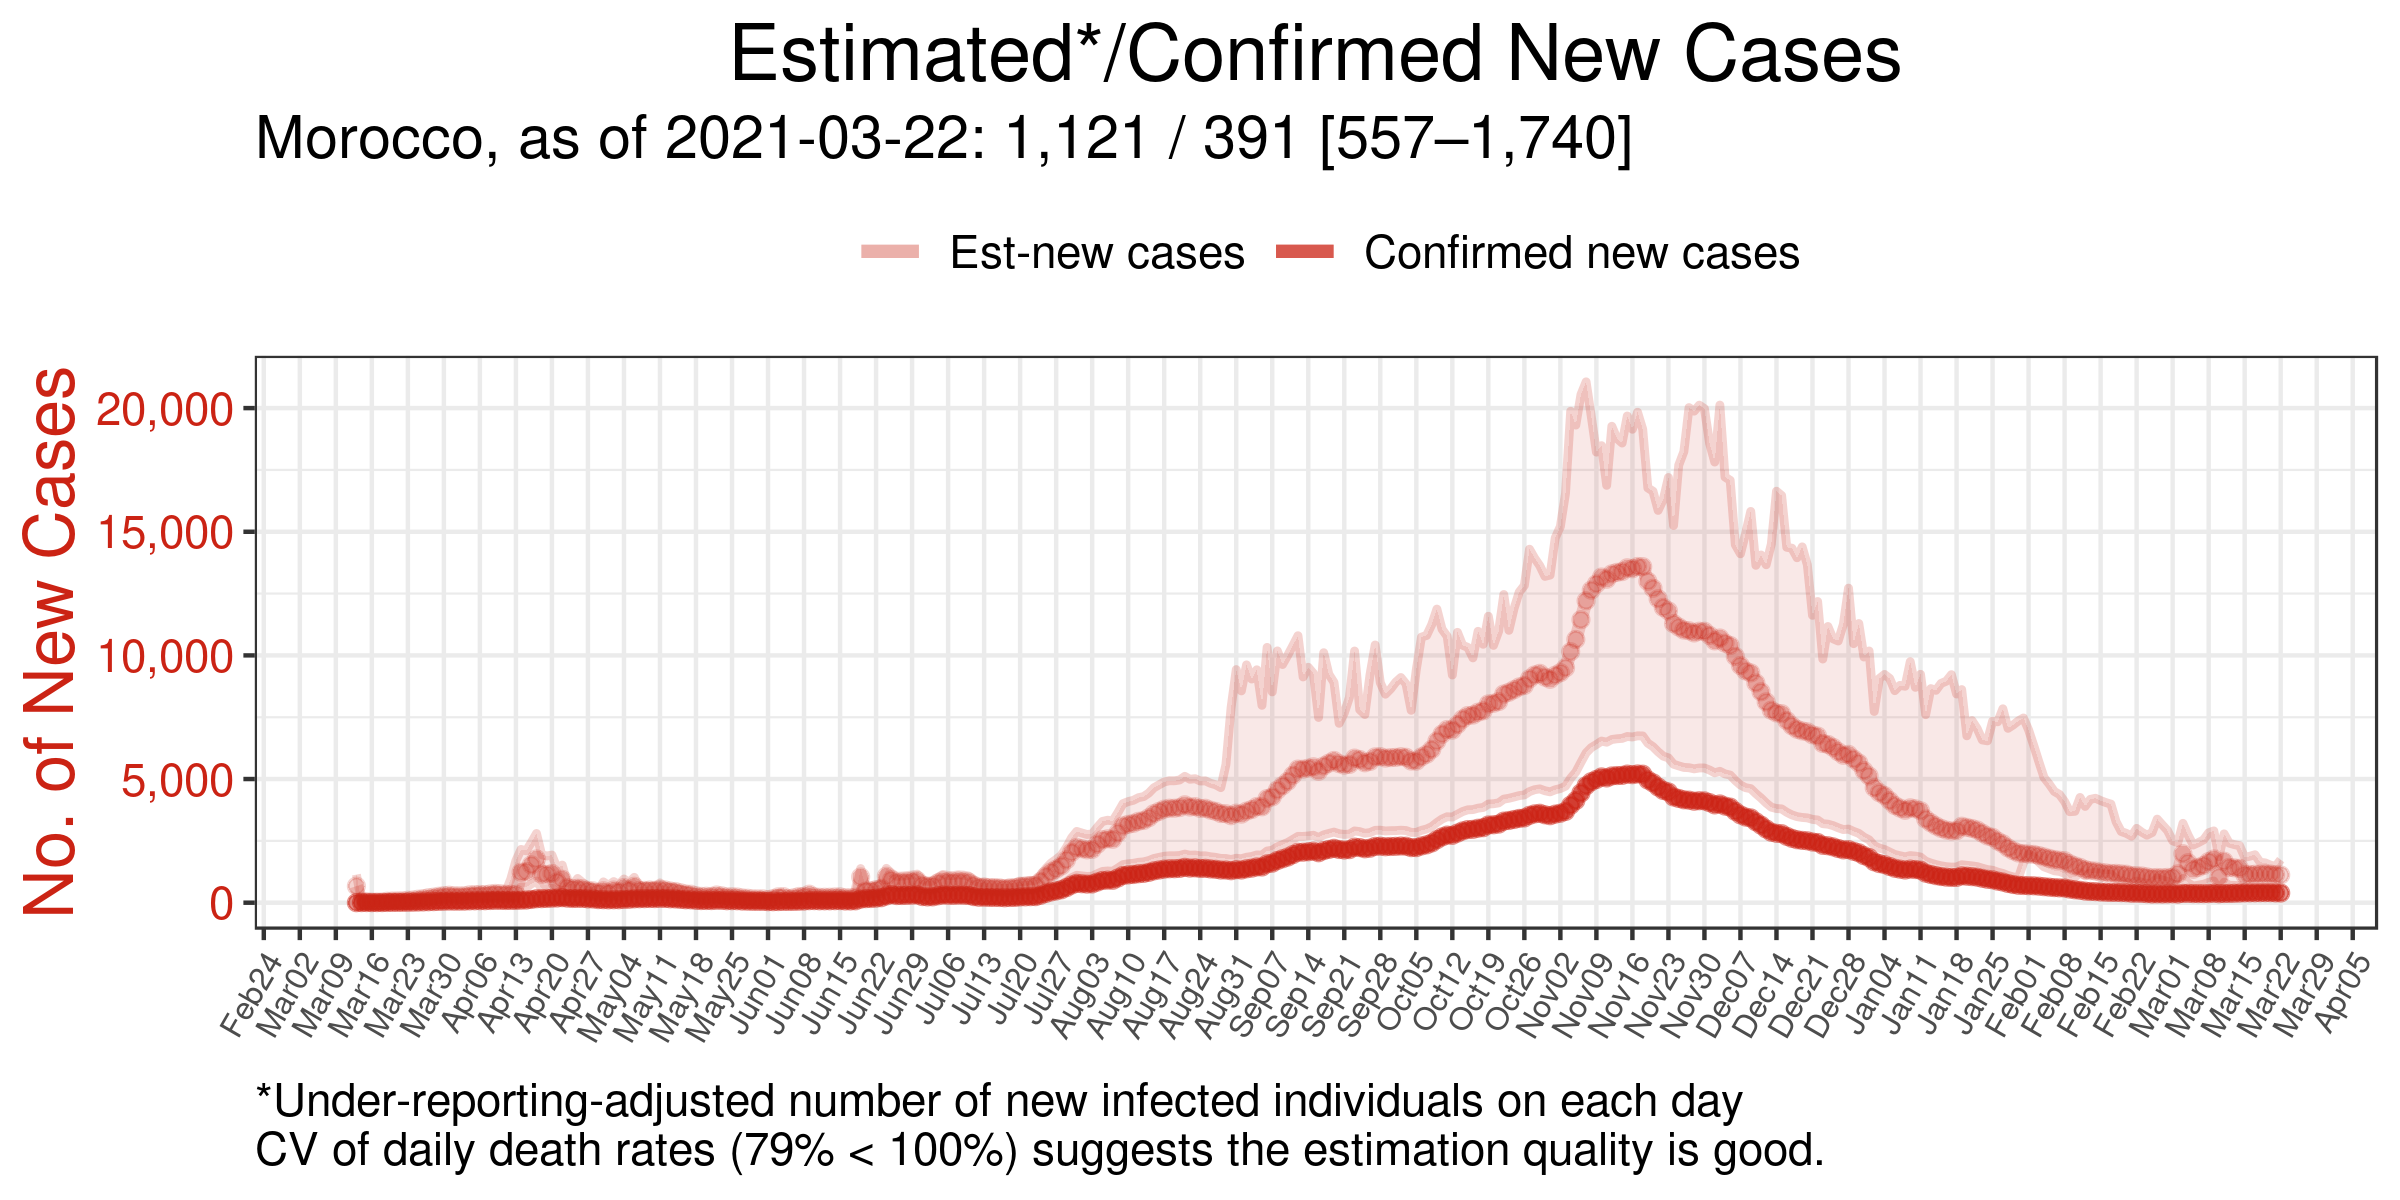 Estimated*/Confirmed New Cases
Morocco, as of 2021-03-22: 1,121 / 391 [557–1,740]
Est-new cases
Confirmed new cases
No. of New Cases
20,000
15,000
10,000
5,000
0
Feb24
Mar02
Mar09
Mar16
Mar23
Mar30
Apr06
Apr13
Apr20
Apr27
May04
May11
May18
May25
Jun01
Jun08
Jun15
Jun22
Jun29
Jul06
Jul13
Jul20
Jul27
Aug03
Aug10
Aug17
Aug24
Aug31
Sep07
Sep14
Sep21
Sep28
Oct05
Oct12
Oct19
Oct26
Nov02
Nov09
Nov16
Nov23
Nov30
Dec07
Dec14
Dec21
Dec28
Jan04
Jan11
Jan18
Jan25
Feb01
Feb08
Feb15
Feb22
Mar01
Mar08
Mar15
Mar22
Mar29
Apr05
*Under-reporting-adjusted number of new infected individuals on each day
CV of daily death rates (79% < 100%) suggests the estimation quality is good.